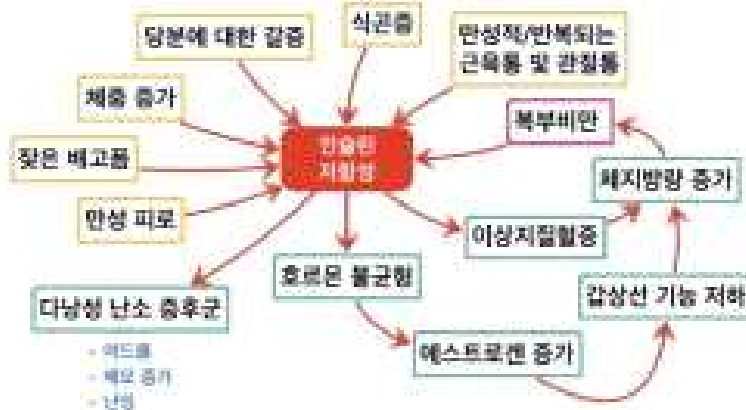 식곤증
당분에 대한 갈증
만성적/반복되는
근육통 및 관절통
체중 증가
복부비만
인슐린
저항성
잦은 배고픔
체지방량 증가
만성 피로
이상지질혈증
호르몬 불균형
갑상선 기능 저하
다낭성 난소 증후군
에스트로겐 증가
- 여드름
- 체모 증가
- 난임